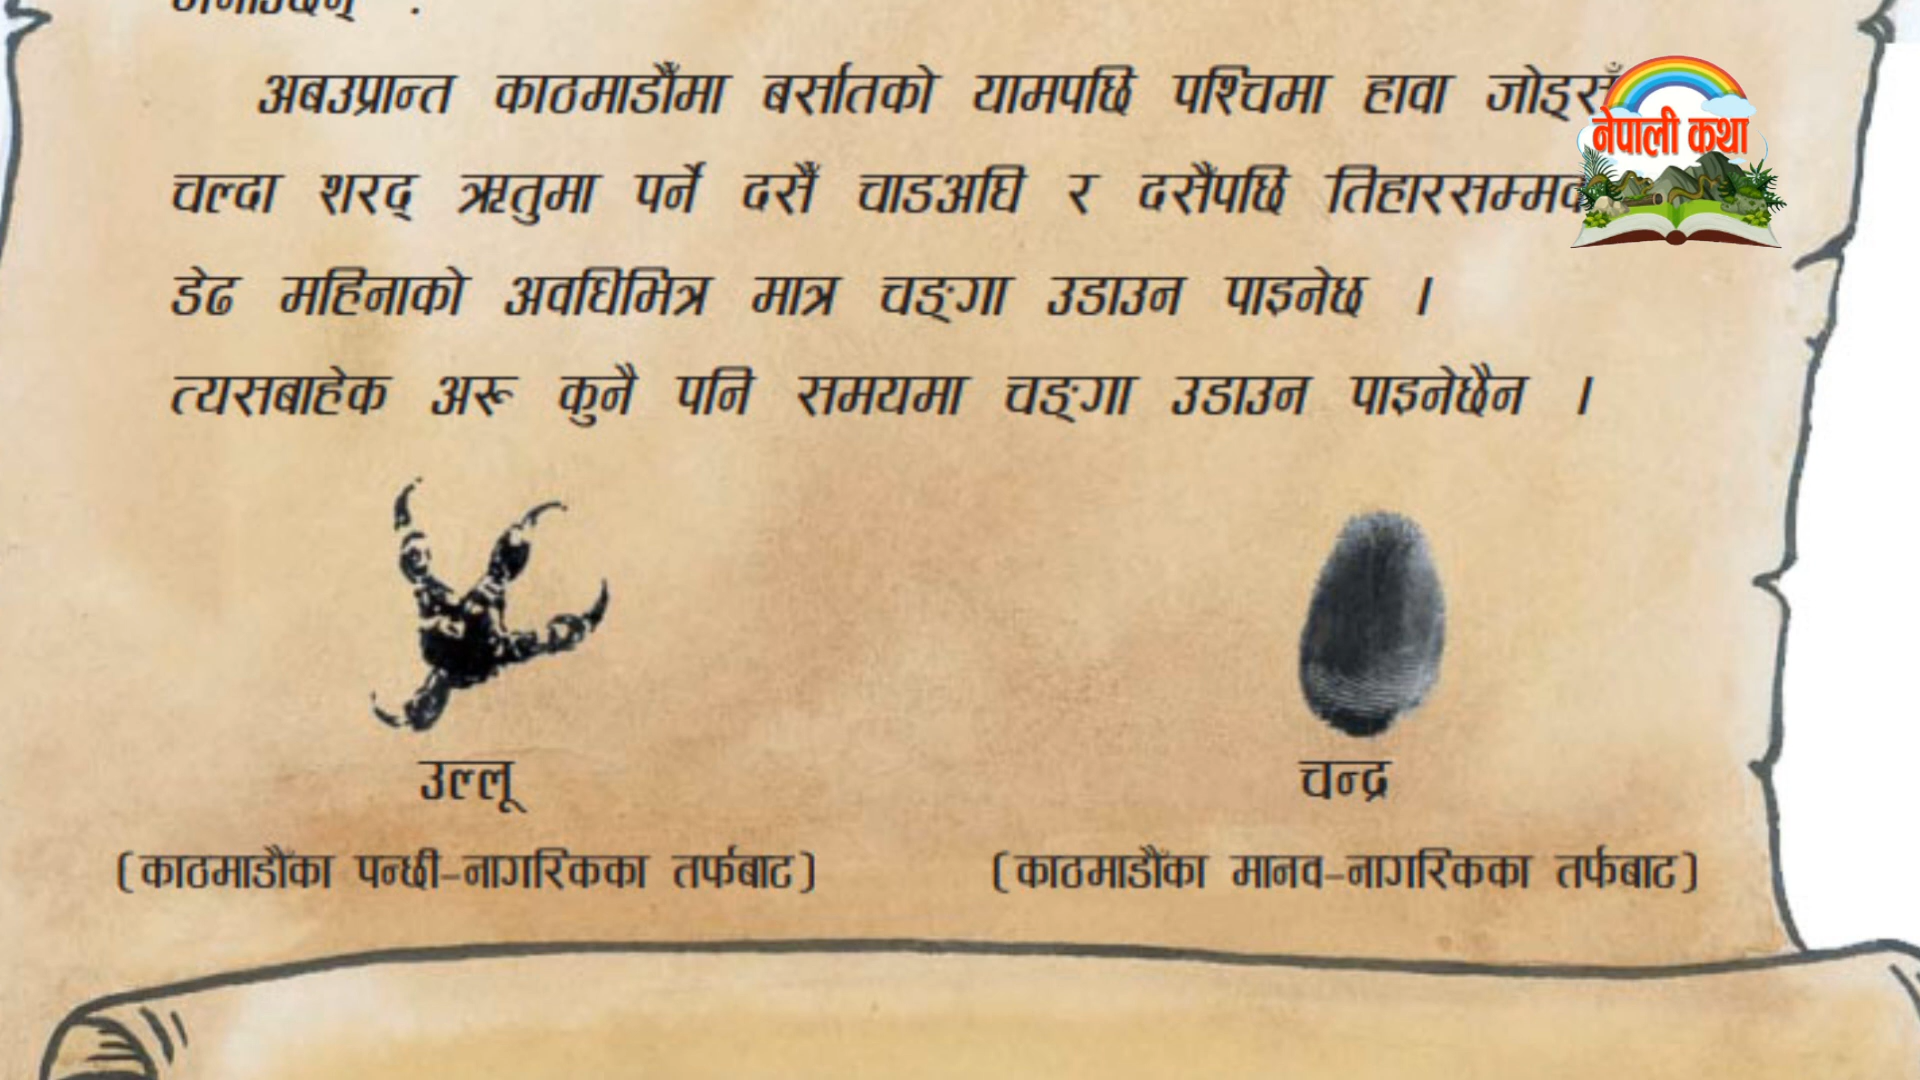 अबउप्रान्त काठमाडौँमा बर्सातको यामपछि पश्चिमा हावा
नेपाली कथा
चल्दा शरद् ऋतुमा पर्ने दसैँ चाडअघि र दसैँपछि
डेढ महिनाको अवधिभित्र मात्र चङ्गा उडाउन पाइनेछ ।
त्यसबाहेक अरू कुनै पनि समयमा चङ्गा उडाउन पाइनेछैन ।
उल्लू
चन्द्र
(काठमाडौँका पन्छी-नागरिकका तर्फबाट)
(काठमाडौँका मानव-नागरिकका तर्फबाट)